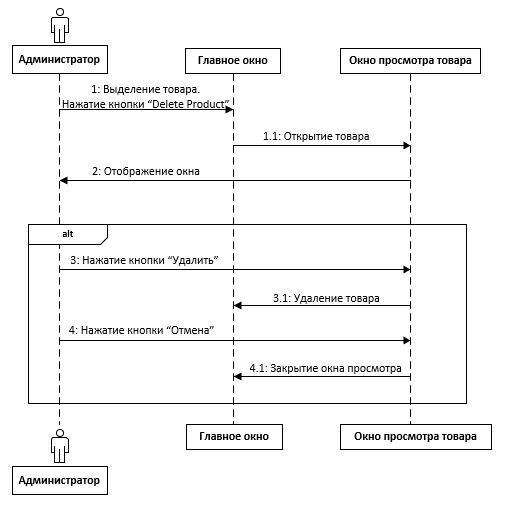 Администратор
Главное окно
Окно просмотра товара
1: Выделение товара.
Нажатие кнопки “Delete Product”
1.1: Открытие товара
2: Отображение окна
alt
3: Нажатие кнопки “Удалить”
3.1: Удаление товара
4: Нажатие кнопки “Отмена”
4.1: Закрытие окна просмотра
Главное окно
Окно просмотра товара
Администратор